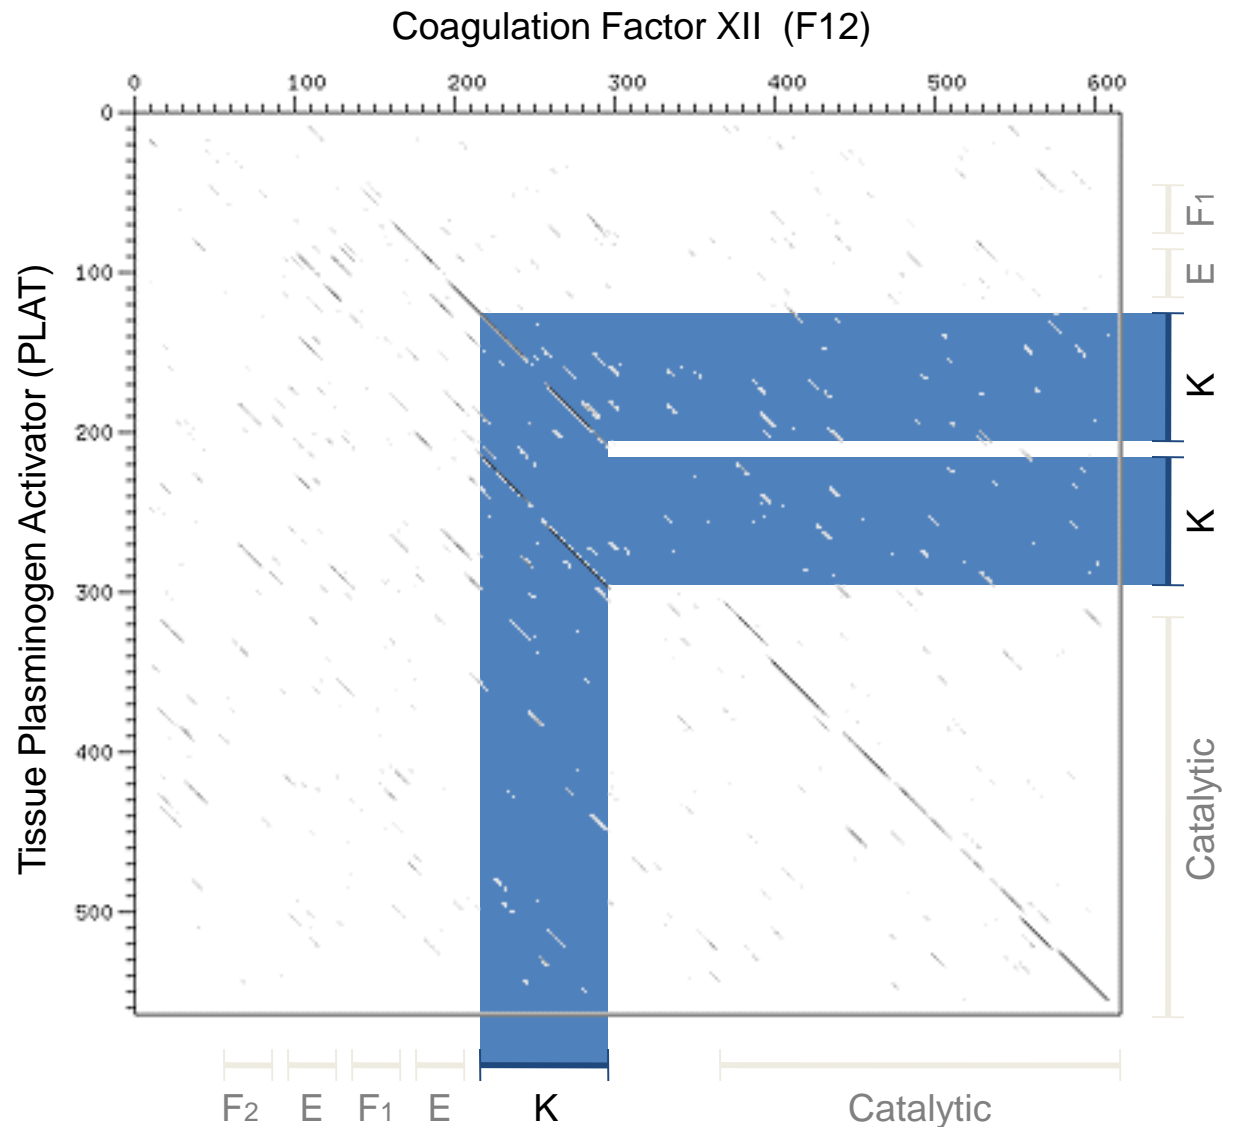 Coagulation Factor XII (F12)
0 100 200 300 400 500 600
0
100
200
300
400
500
Tissue Plasminogen Activator (PLAT)
F1
E
K
K
Catalytic
F2 E F1 E K Catalytic